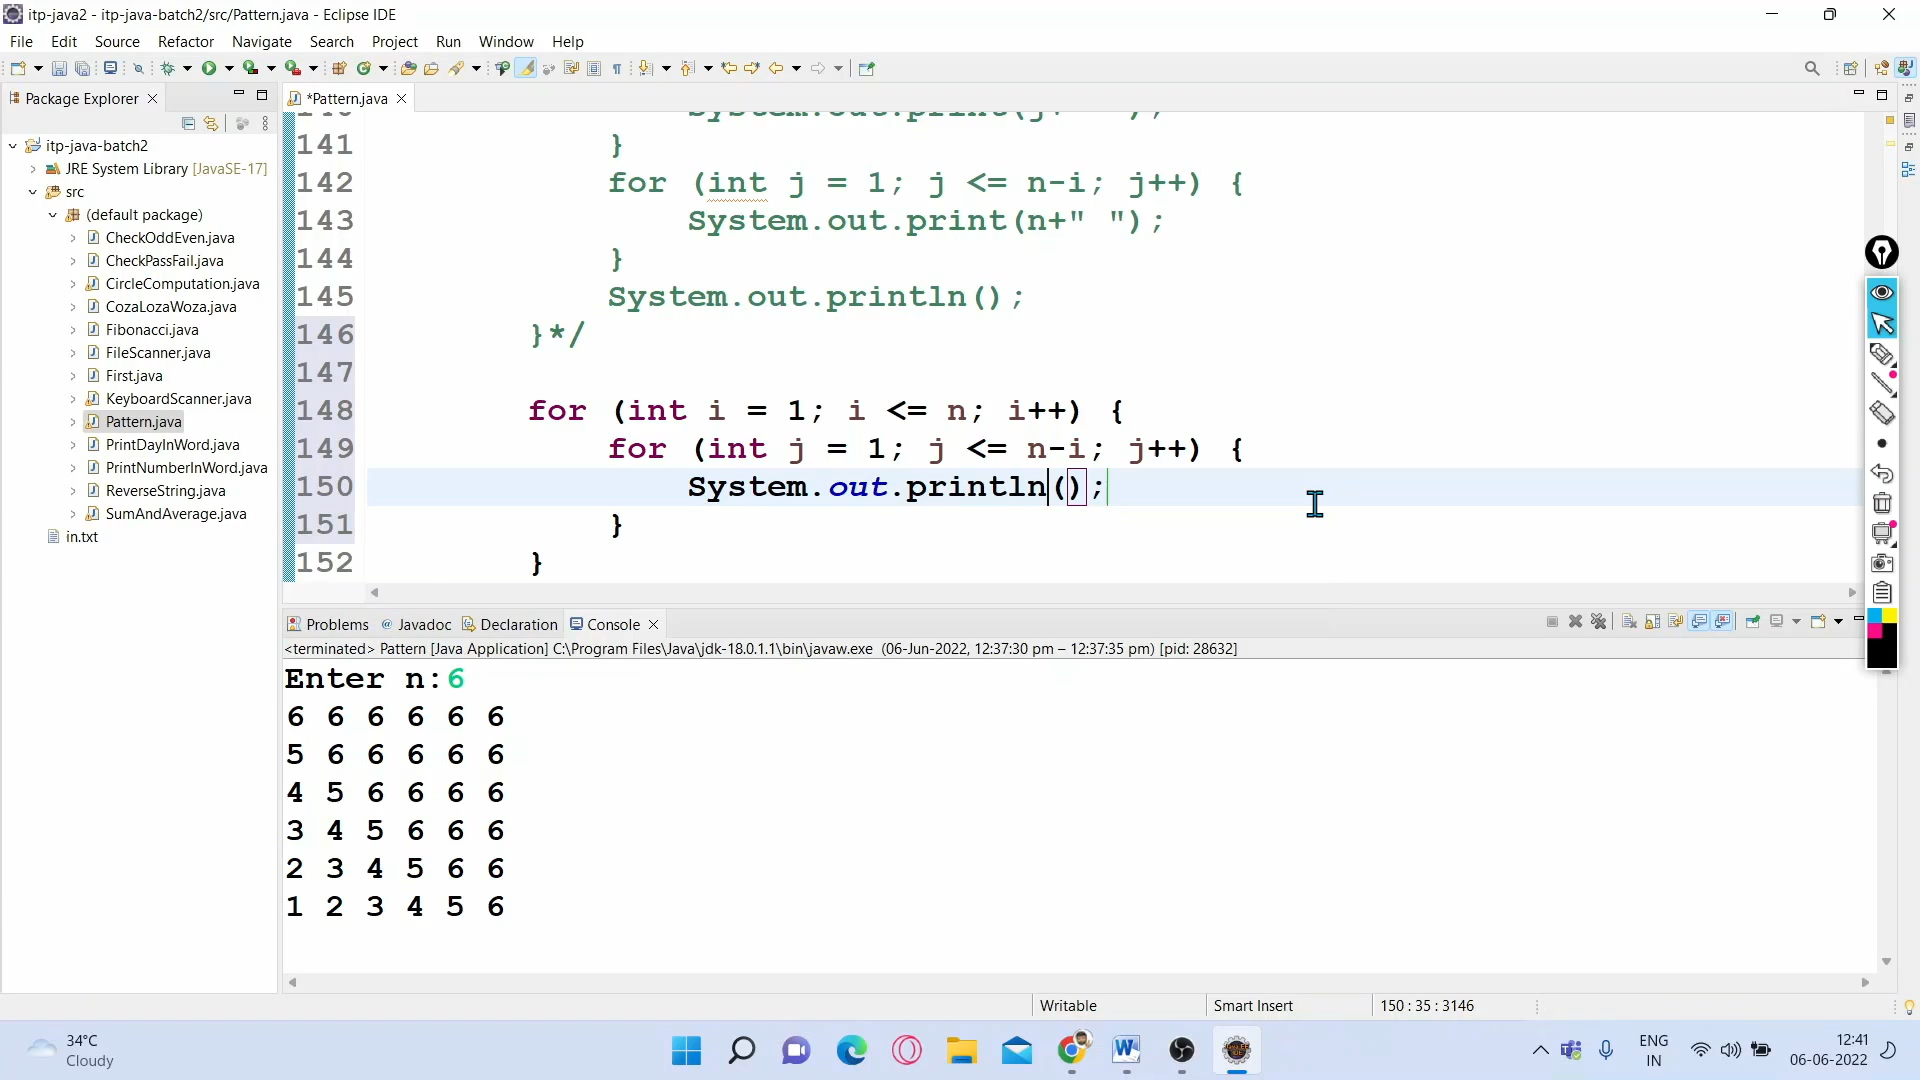 itp-java2 - itp-java-batch2/src/Pattern.java - Eclipse IDE
File Edit Source Refactor Navigate Search Project Run Window Help
Package Explorer
*Pattern.java
itp-java-batch2
JRE System Library [JavaSE-17]
src
(default package)
CheckOddEven.java
CheckPassFail.java
CircleComputation.java
CozaLozaWoza.java
Fibonacci.java
FileScanner.java
First.java
KeyboardScanner.java
Pattern.java
PrintDayInWord.java
PrintNumberInWord.java
ReverseString.java
SumAndAverage.java
in.txt
141 }
142 for (int j = 1; j <= n-i; j++) {
143 System.out.print(n+" ");
144 }
145 System.out.println();
146 }*/
147
148 for (int i = 1; i <= n; i++) {
149 for (int j = 1; j <= n-i; j++) {
150 System.out.println();
151 }
152 }
Problems @ Javadoc Declaration Console
<terminated> Pattern [Java Application] C:\Program Files\Java\jdk-18.0.1.1\bin\javaw.exe (06-Jun-2022, 12:37:30 pm – 12:37:35 pm) [pid: 28632]
Enter n:6
6 6 6 6 6 6
5 6 6 6 6 6
4 5 6 6 6 6
3 4 5 6 6 6
2 3 4 5 6 6
1 2 3 4 5 6
Writable Smart Insert 150 : 35 : 3146
34°C
Cloudy
ENG
IN
12:41
06-06-2022